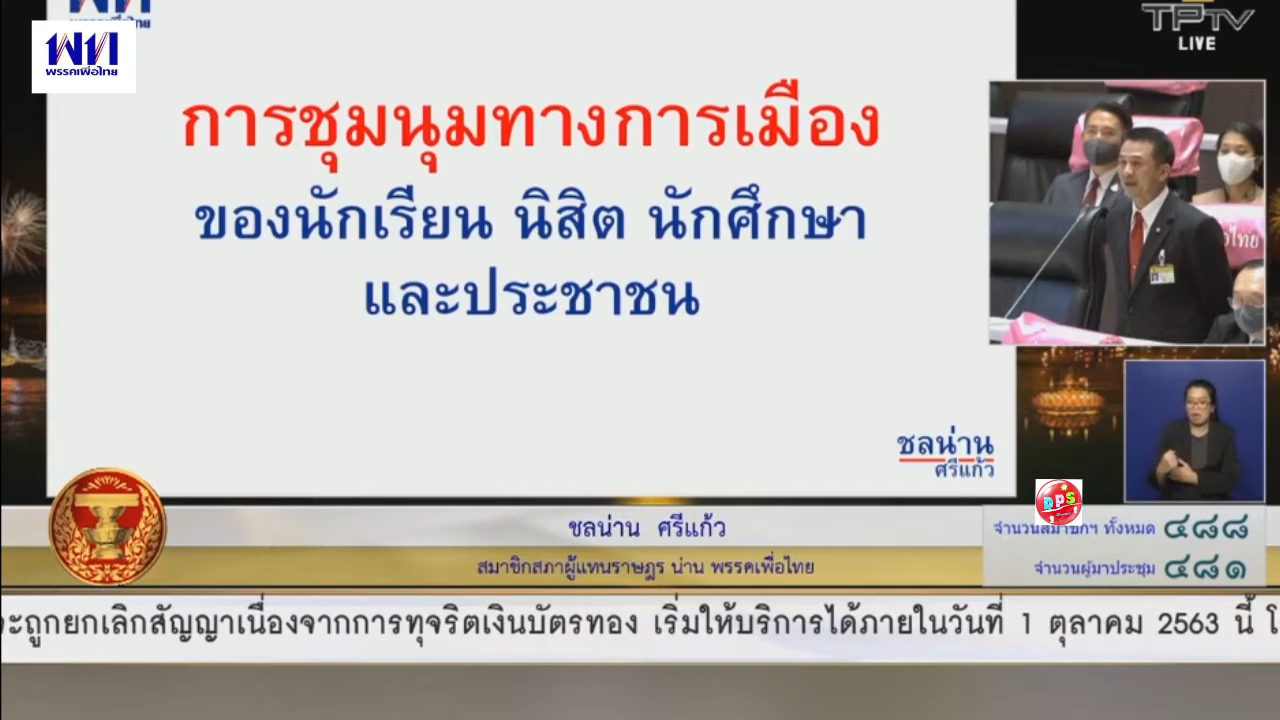 พท
พรรคเพื่อไทย
TPTV
LIVE
การชุมนุมทางการเมือง
ของนักเรียน นิสิต นักศึกษา
และประชาชน
ชลน่าน
ศรีแก้ว
DPS
ชลน่าน ศรีแก้ว
สมาชิกสภาผู้แทนราษฎร น่าน พรรคเพื่อไทย
จำนวนสมาชิกฯ ทั้งหมด ๔๘๘
จำนวนผู้มาประชุม ๔๘๑
จะถูกยกเลิกสัญญาเนื่องจากการทุจริตเงินบัตรทอง เริ่มให้บริการได้ภายในวันที่ 1 ตุลาคม 2563 นี้ โ